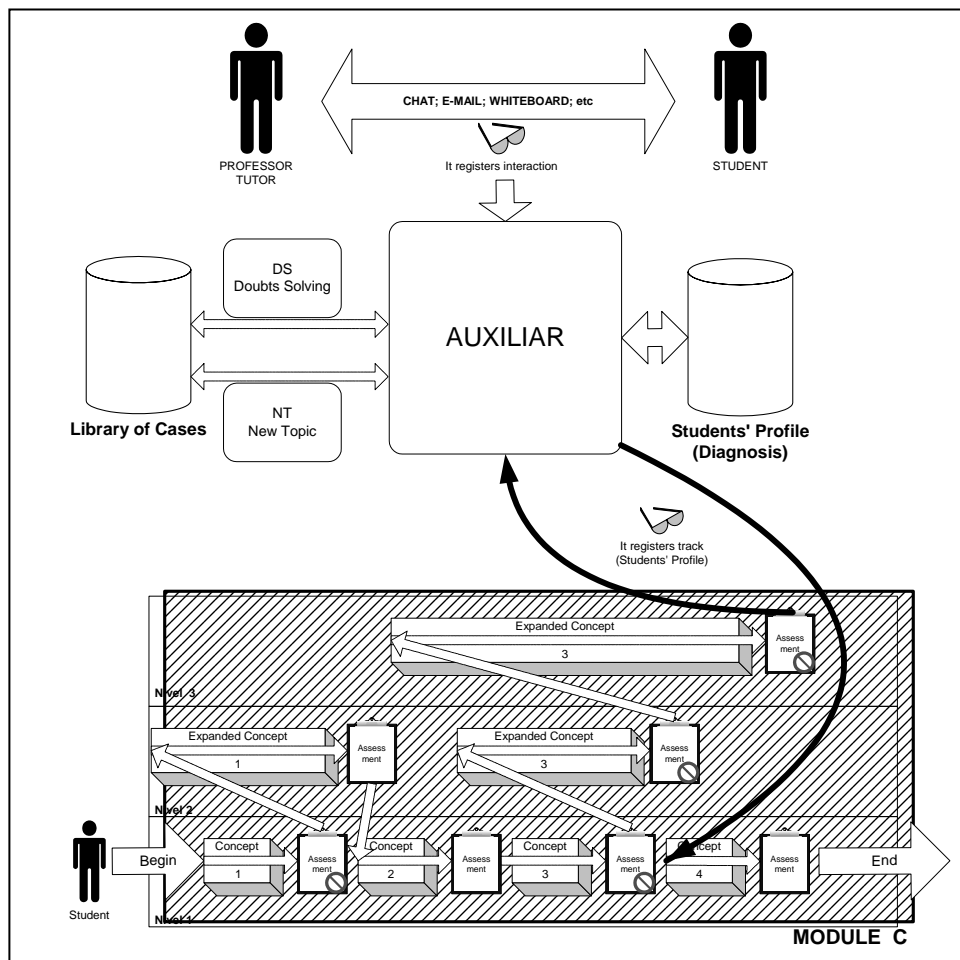 CHAT; E-MAIL; WHITEBOARD; etc
PROFESSOR
TUTOR
It registers interaction
STUDENT
DS
Doubts Solving
AUXILIAR
NT
New Topic
Library of Cases
Students' Profile
(Diagnosis)
It registers track
(Students' Profile)
Expanded Concept
3
Assess
ment
Nivel 3
Expanded Concept
1
Assess
ment
Expanded Concept
3
Assess
ment
Nivel 2
Student
Begin
Concept
1
Assess
ment
Concept
2
Assess
ment
Concept
3
Assess
ment
Concept
4
Assess
ment
End
Nivel 1
MODULE C